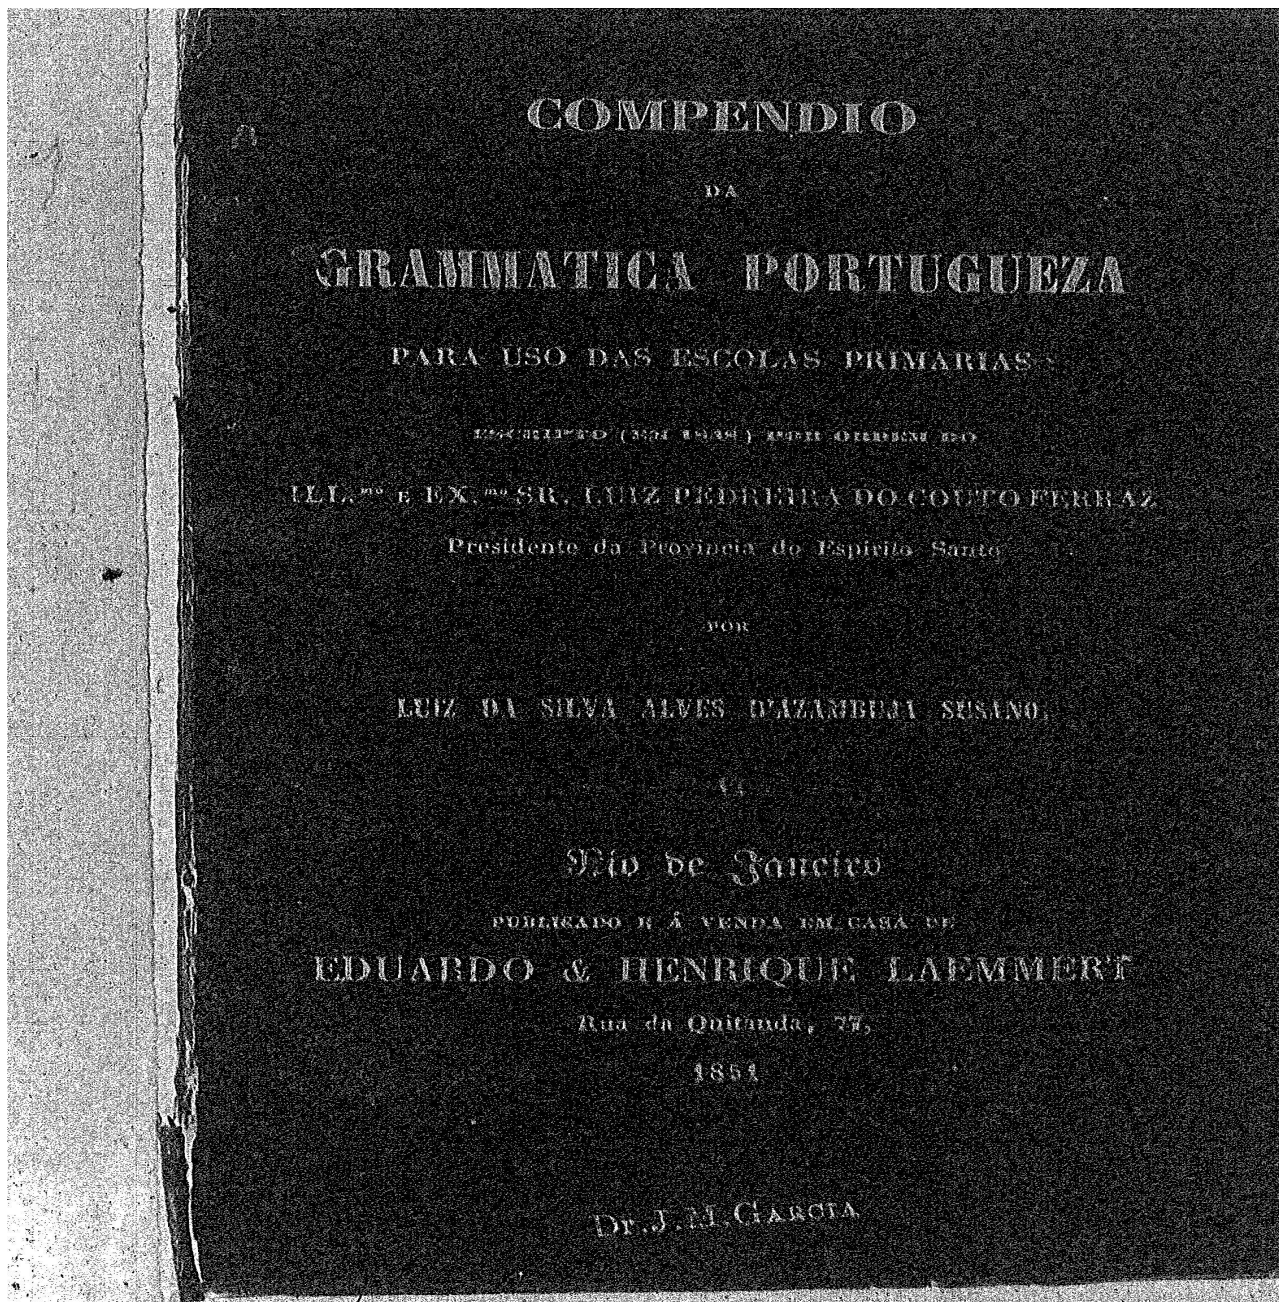 COMPENDIO
DA
GRAMMATICA PORTUGUEZA
PARA USO DAS ESCOLAS PRIMARIAS
ESCRIPTO (EM 1848) POR ORDEM DO
ILL.mo E EX.mo SR. LUIZ PEDREIRA DO COUTO FERRAZ
Presidente da Provincia do Espirito Santo
POR
LUIZ DA SILVA ALVES D'AZAMBUJA SUSANO.
Rio de Janeiro
PUBLICADO E Á VENDA EM CASA DE
EDUARDO & HENRIQUE LAEMMERT
Rua da Quitanda, 77,
1851
Dr. J. M. GARCIA